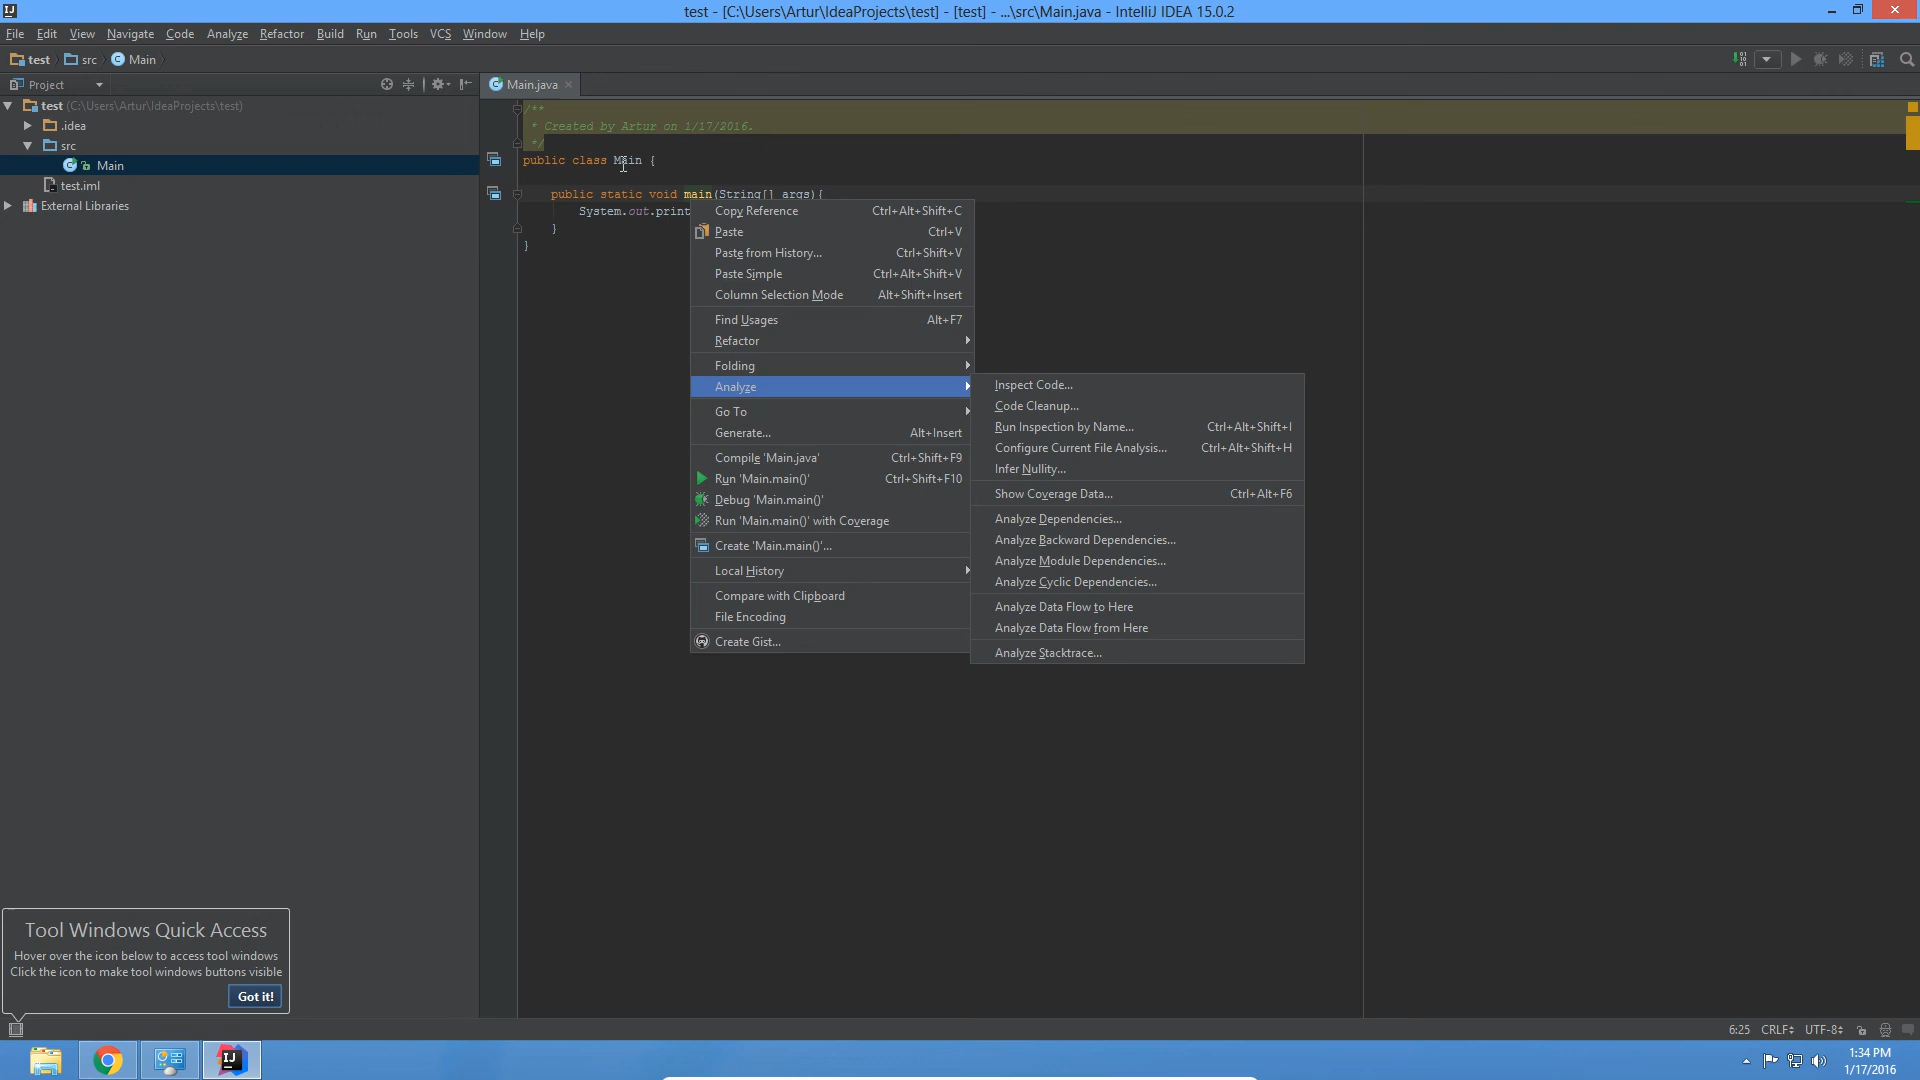 test - [C:\Users\Artur\IdeaProjects\test] - [test] - ...\src\Main.java - IntelliJ IDEA 15.0.2
File Edit View Navigate Code Analyze Refactor Build Run Tools VCS Window Help
test src Main
Project
Main.java
test (C:\Users\Artur\IdeaProjects\test)
.idea
src
Main
test.iml
External Libraries
/**
* Created by Artur on 1/17/2016.
*/
public class Main {
public static void main(String[] args){
System.out.print
}
}
Copy Reference Ctrl+Alt+Shift+C
Paste Ctrl+V
Paste from History... Ctrl+Shift+V
Paste Simple Ctrl+Alt+Shift+V
Column Selection Mode Alt+Shift+Insert
Find Usages Alt+F7
Refactor
Folding
Analyze
Go To
Generate... Alt+Insert
Compile 'Main.java' Ctrl+Shift+F9
Run 'Main.main()' Ctrl+Shift+F10
Debug 'Main.main()'
Run 'Main.main()' with Coverage
Create 'Main.main()'...
Local History
Compare with Clipboard
File Encoding
Create Gist...
Inspect Code...
Code Cleanup...
Run Inspection by Name... Ctrl+Alt+Shift+I
Configure Current File Analysis... Ctrl+Alt+Shift+H
Infer Nullity...
Show Coverage Data... Ctrl+Alt+F6
Analyze Dependencies...
Analyze Backward Dependencies...
Analyze Module Dependencies...
Analyze Cyclic Dependencies...
Analyze Data Flow to Here
Analyze Data Flow from Here
Analyze Stacktrace...
Tool Windows Quick Access
Hover over the icon below to access tool windows
Click the icon to make tool windows buttons visible
Got it!
6:25 CRLF UTF-8
1:34 PM
1/17/2016